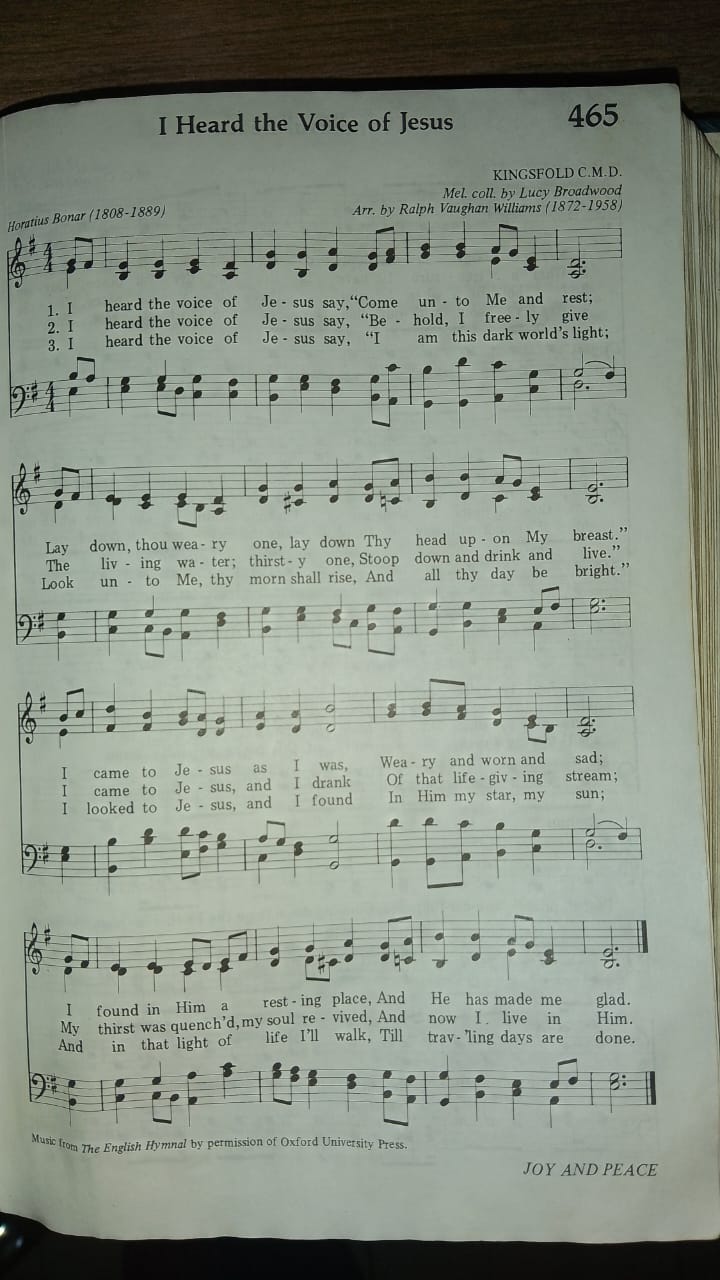 I Heard the Voice of Jesus 465
KINGSFOLD C.M.D.
Mel. coll. by Lucy Broadwood
Horatius Bonar (1808-1889) Arr. by Ralph Vaughan Williams (1872-1958)
4 4
1. I heard the voice of Je - sus say, “Come un - to Me and rest;
2. I heard the voice of Je - sus say, “Be - hold, I free - ly give
3. I heard the voice of Je - sus say, “I am this dark world’s light;
4 4
Lay down, thou wea - ry one, lay down Thy head up - on My breast.”
The liv - ing wa - ter; thirst - y one, Stoop down and drink and live.”
Look un - to Me, thy morn shall rise, And all thy day be bright.”
I came to Je - sus as I was, Wea - ry and worn and sad;
I came to Je - sus, and I drank Of that life - giv - ing stream;
I looked to Je - sus, and I found In Him my star, my sun;
I found in Him a rest - ing place, And He has made me glad.
My thirst was quench’d, my soul re - vived, And now I live in Him.
And in that light of life I’ll walk, Till trav - ’ling days are done.
Music from The English Hymnal by permission of Oxford University Press.
JOY AND PEACE